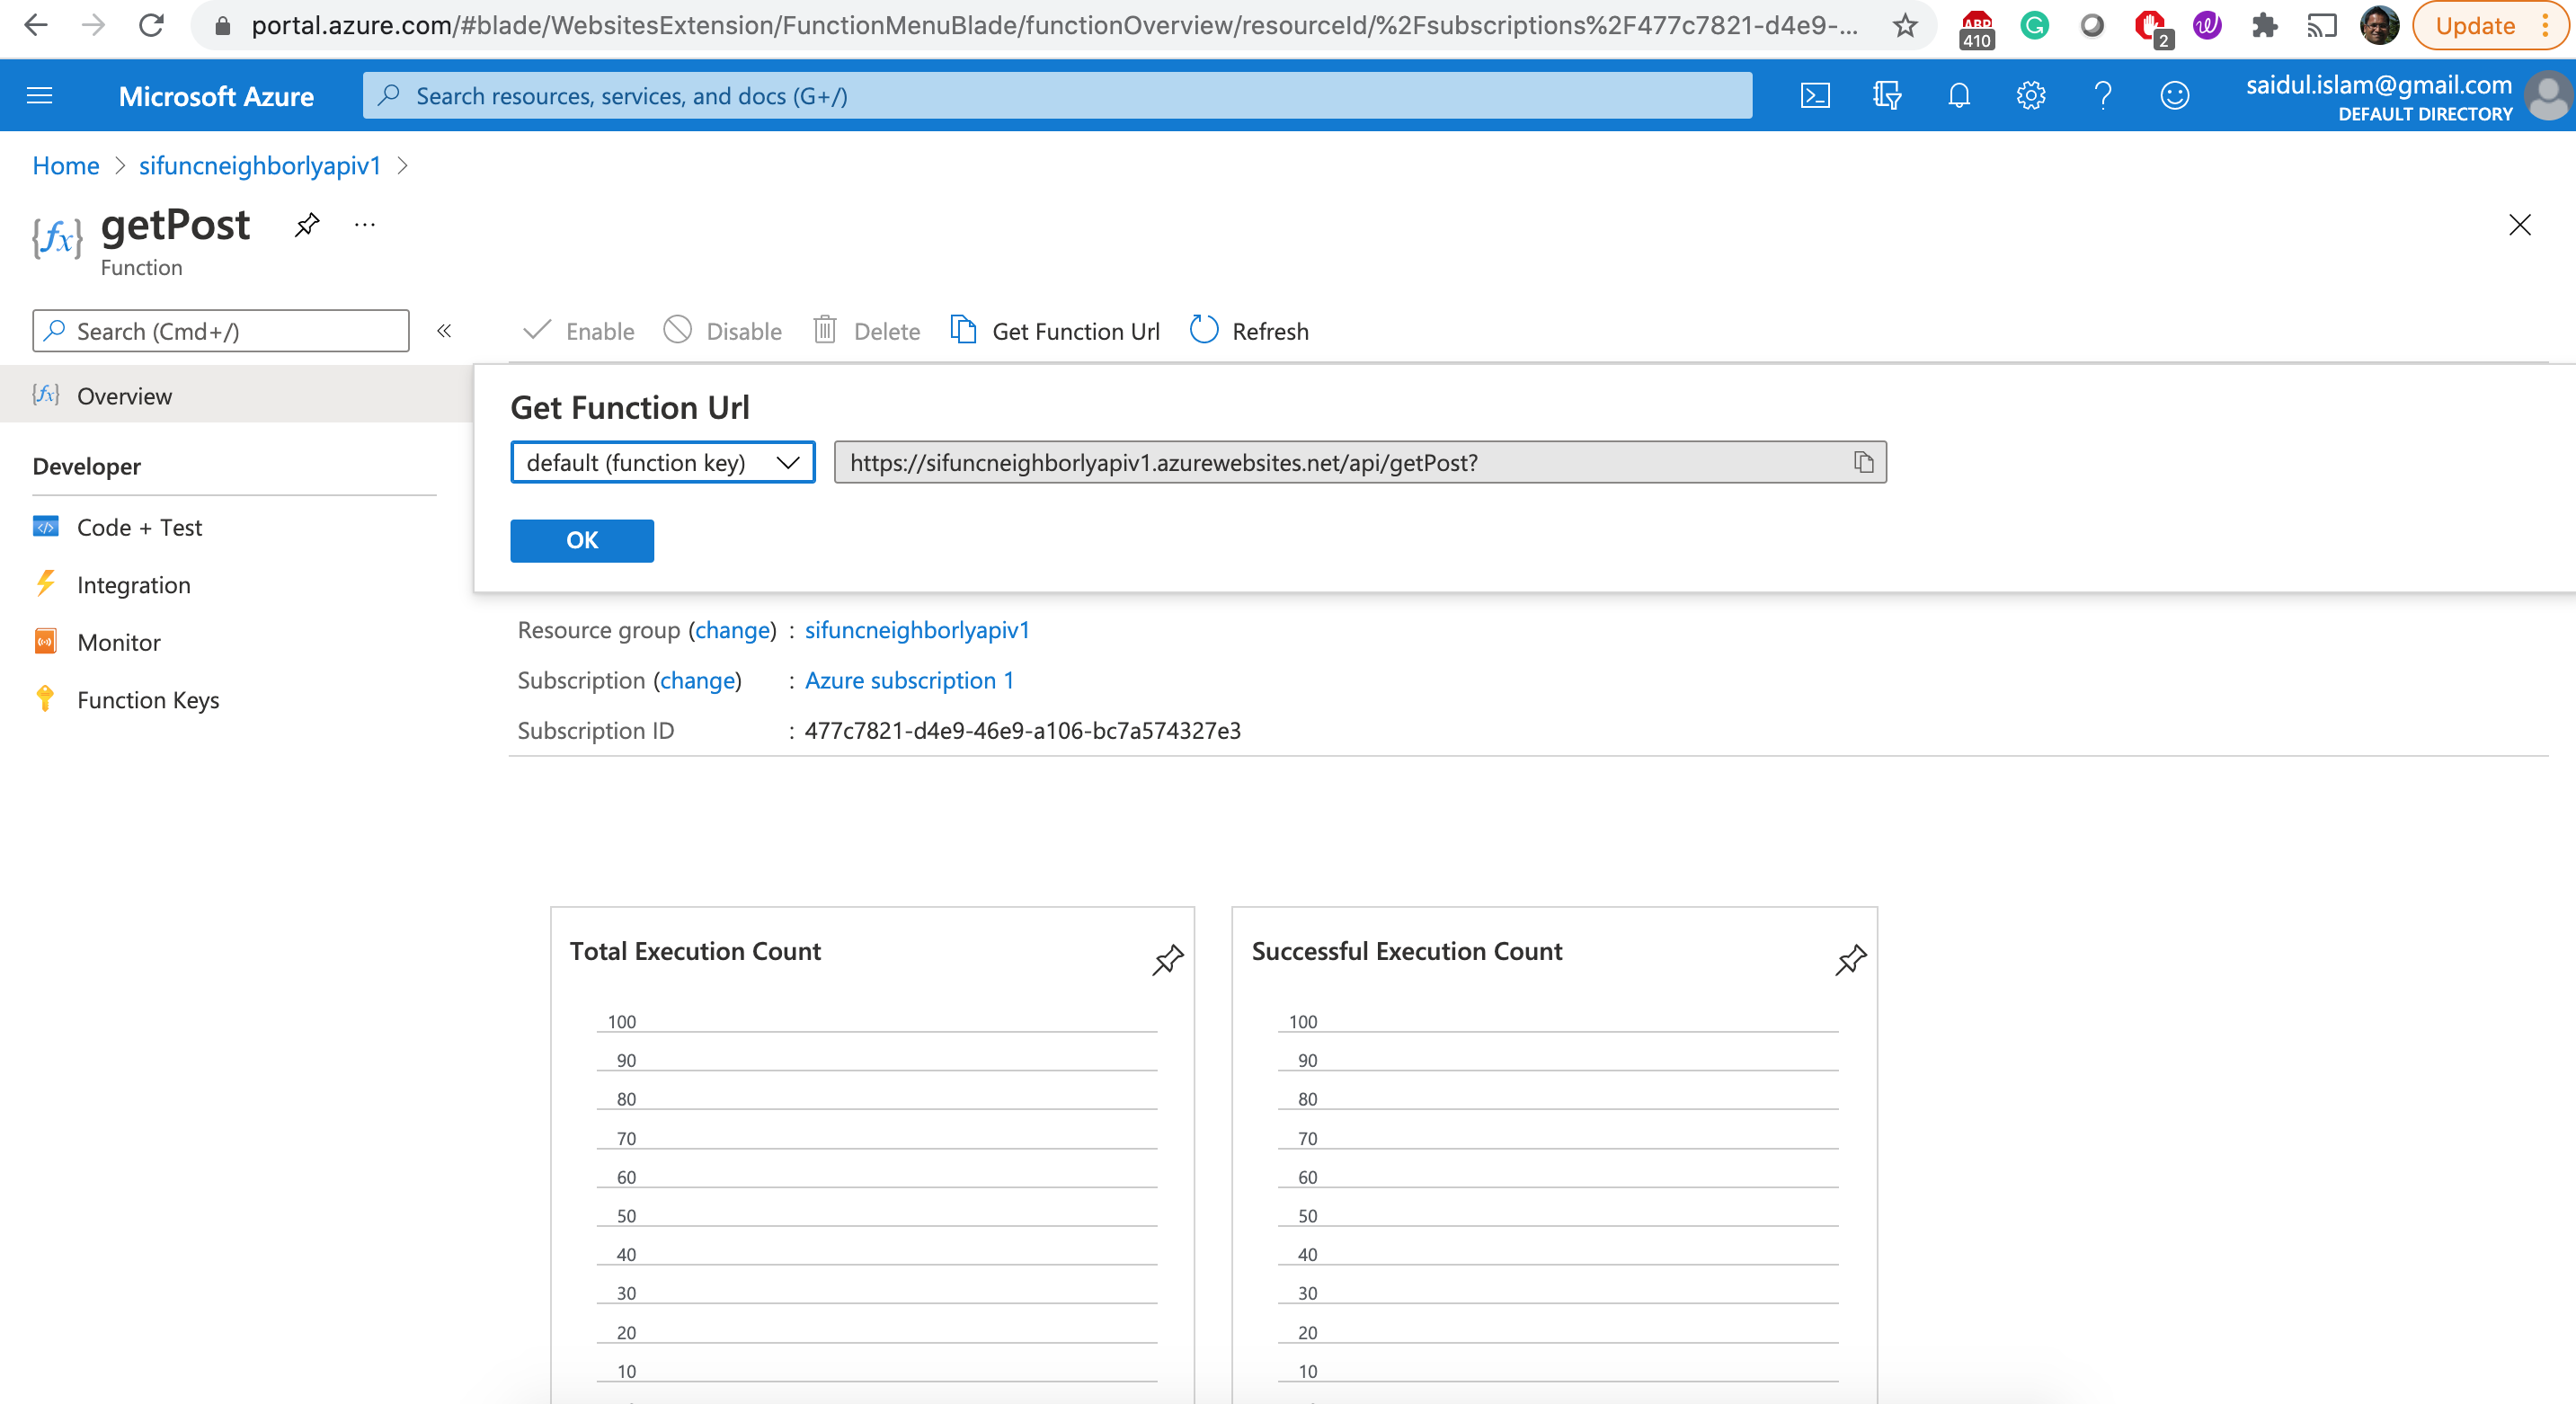 portal.azure.com/#blade/WebsitesExtension/FunctionMenuBlade/functionOverview/resourceId/%2Fsubscriptions%2F477c7821-d4e9-...
ABP
410
2
Update
Microsoft Azure
Search resources, services, and docs (G+/)
saidul.islam@gmail.com
DEFAULT DIRECTORY
Home > sifuncneighborlyapiv1 >
getPost
...
Function
Search (Cmd+/)
«
Enable
Disable
Delete
Get Function Url
Refresh
Overview
Developer
Code + Test
Integration
Monitor
Function Keys
Get Function Url
default (function key)
https://sifuncneighborlyapiv1.azurewebsites.net/api/getPost?
OK
Resource group (change) : sifuncneighborlyapiv1
Subscription (change) : Azure subscription 1
Subscription ID : 477c7821-d4e9-46e9-a106-bc7a574327e3
Total Execution Count
100
90
80
70
60
50
40
30
20
10
Successful Execution Count
100
90
80
70
60
50
40
30
20
10